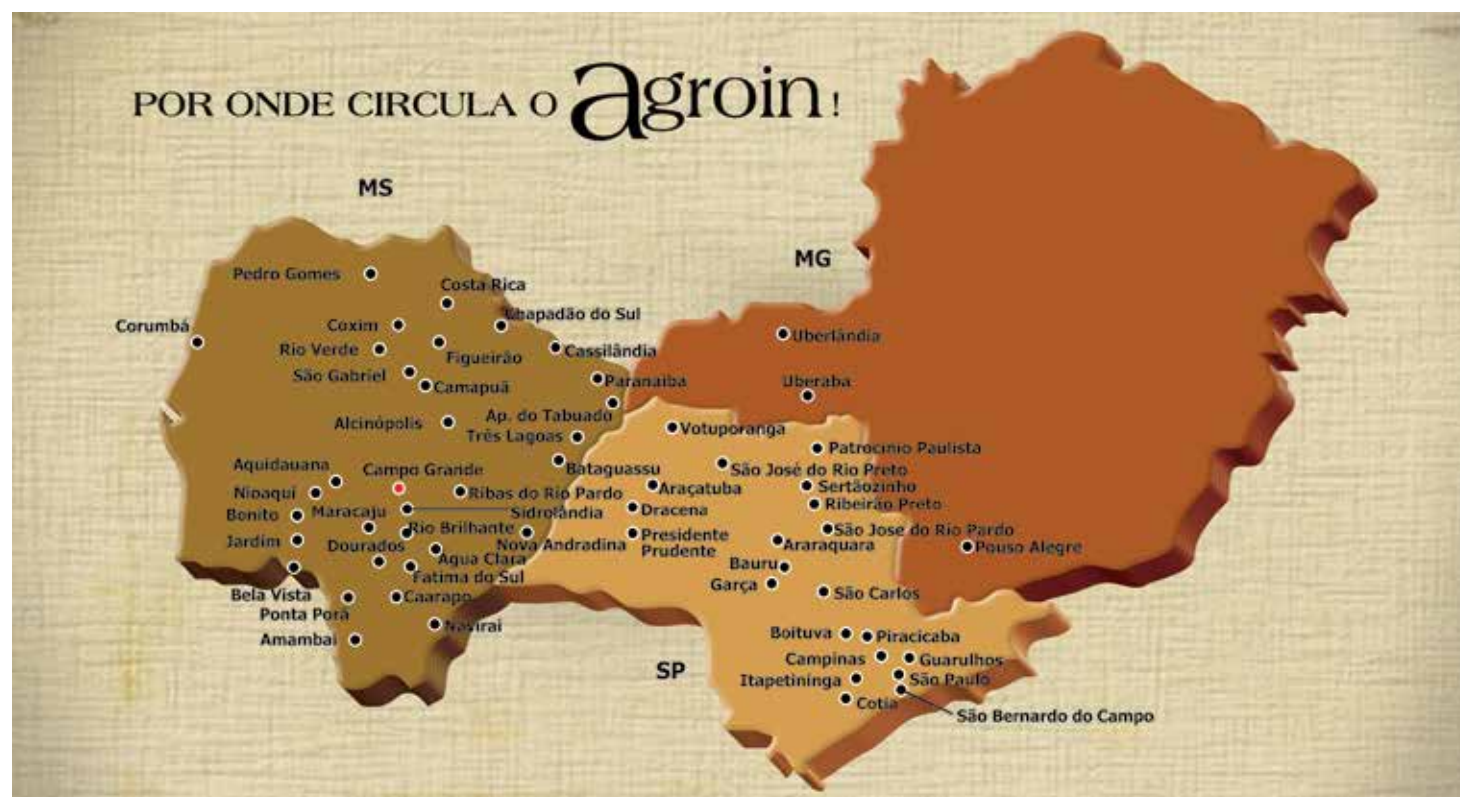 POR ONDE CIRCULA O agroin!
MS
MG
Pedro Gomes
Costa Rica
Chapadão do Sul
Corumbá
Coxim
Uberlândia
Rio Verde
Figueirão
Cassilândia
São Gabriel
Camapuã
Paranaiba
Uberaba
Ap. do Tabuado
Alcinópolis
Três Lagoas
Votuporanga
Patrocinio Paulista
Aquidauana
Campo Grande
Bataguassu
São José do Rio Preto
Nioaqui
Ribas do Rio Pardo
Araçatuba
Sertãozinho
Bonito
Maracaju
Sidrolândia
Dracena
Ribeirão Preto
Rio Brilhante
São Jose do Rio Pardo
Jardim
Dourados
Nova Andradina
Presidente
Prudente
Araraquara
Pouso Alegre
Agua Clara
Bauru
Fatima do Sul
Garça
Bela Vista
Caarapo
São Carlos
Ponta Porã
Navirai
Amambai
Boituva
Piracicaba
Campinas
Guarulhos
SP
Itapetininga
São Paulo
Cotia
São Bernardo do Campo